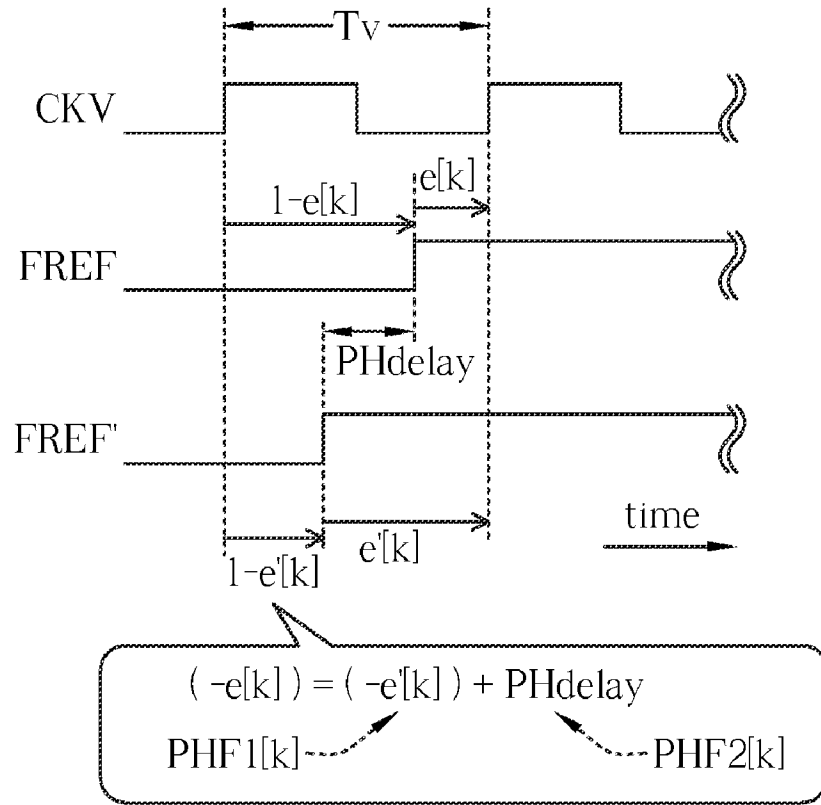 Tv
CKV
e[k]
1-e[k]
FREF
PHdelay
FREF'
time
e'[k]
1-e'[k]
(-e[k])=(-e'[k])+PHdelay
PHF1[k]
PHF2[k]